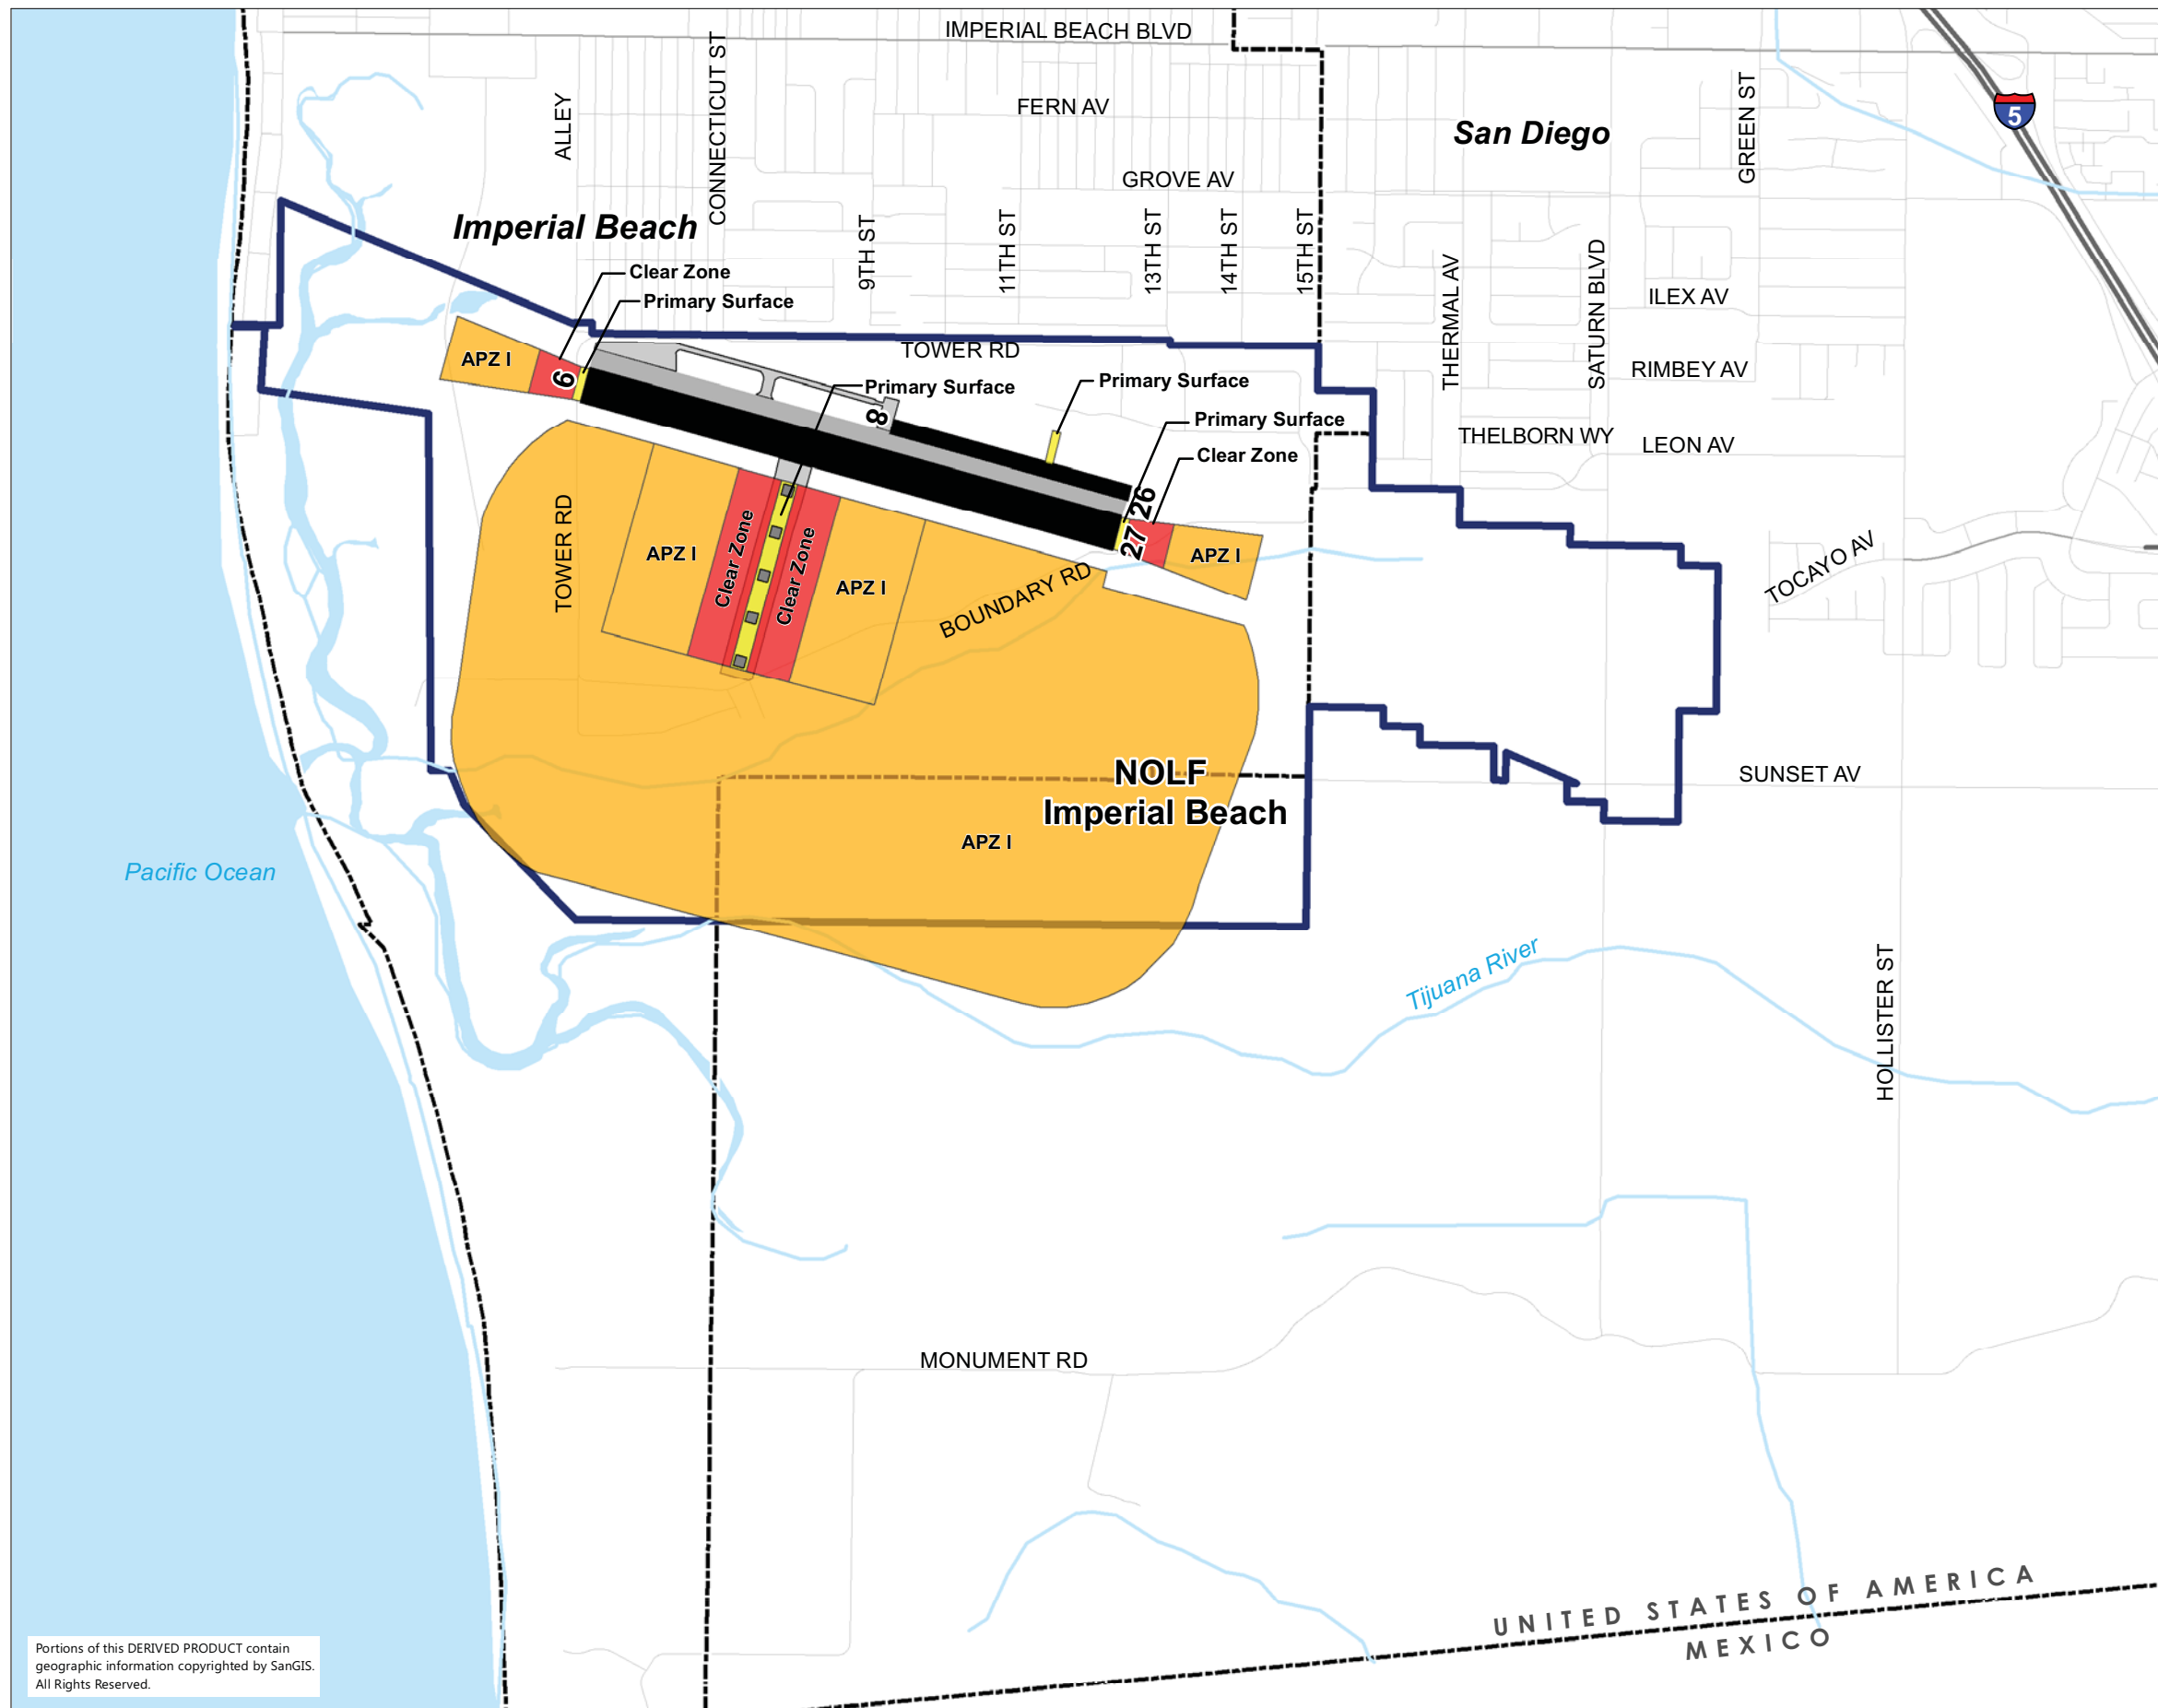 IMPERIAL BEACH BLVD
CONNECTICUT ST
ALLEY
FERN AV
GREEN ST
5
San Diego
GROVE AV
Imperial Beach
9TH ST
11TH ST
13TH ST
14TH ST
15TH ST
THERMAL AV
SATURN BLVD
ILEX AV
Clear Zone
Primary Surface
TOWER RD
APZ I
9
RIMBEY AV
Primary Surface
Primary Surface
8
Primary Surface
THELBORN WY
LEON AV
Clear Zone
26
27
TOWER RD
APZ I
Clear Zone
Clear Zone
APZ I
APZ I
BOUNDARY RD
TOCAYO AV
NOLF
Imperial Beach
SUNSET AV
APZ I
Pacific Ocean
Tijuana River
HOLLISTER ST
MONUMENT RD
UNITED STATES OF AMERICA
MEXICO
Portions of this DERIVED PRODUCT contain
geographic information copyrighted by SanGIS.
All Rights Reserved.